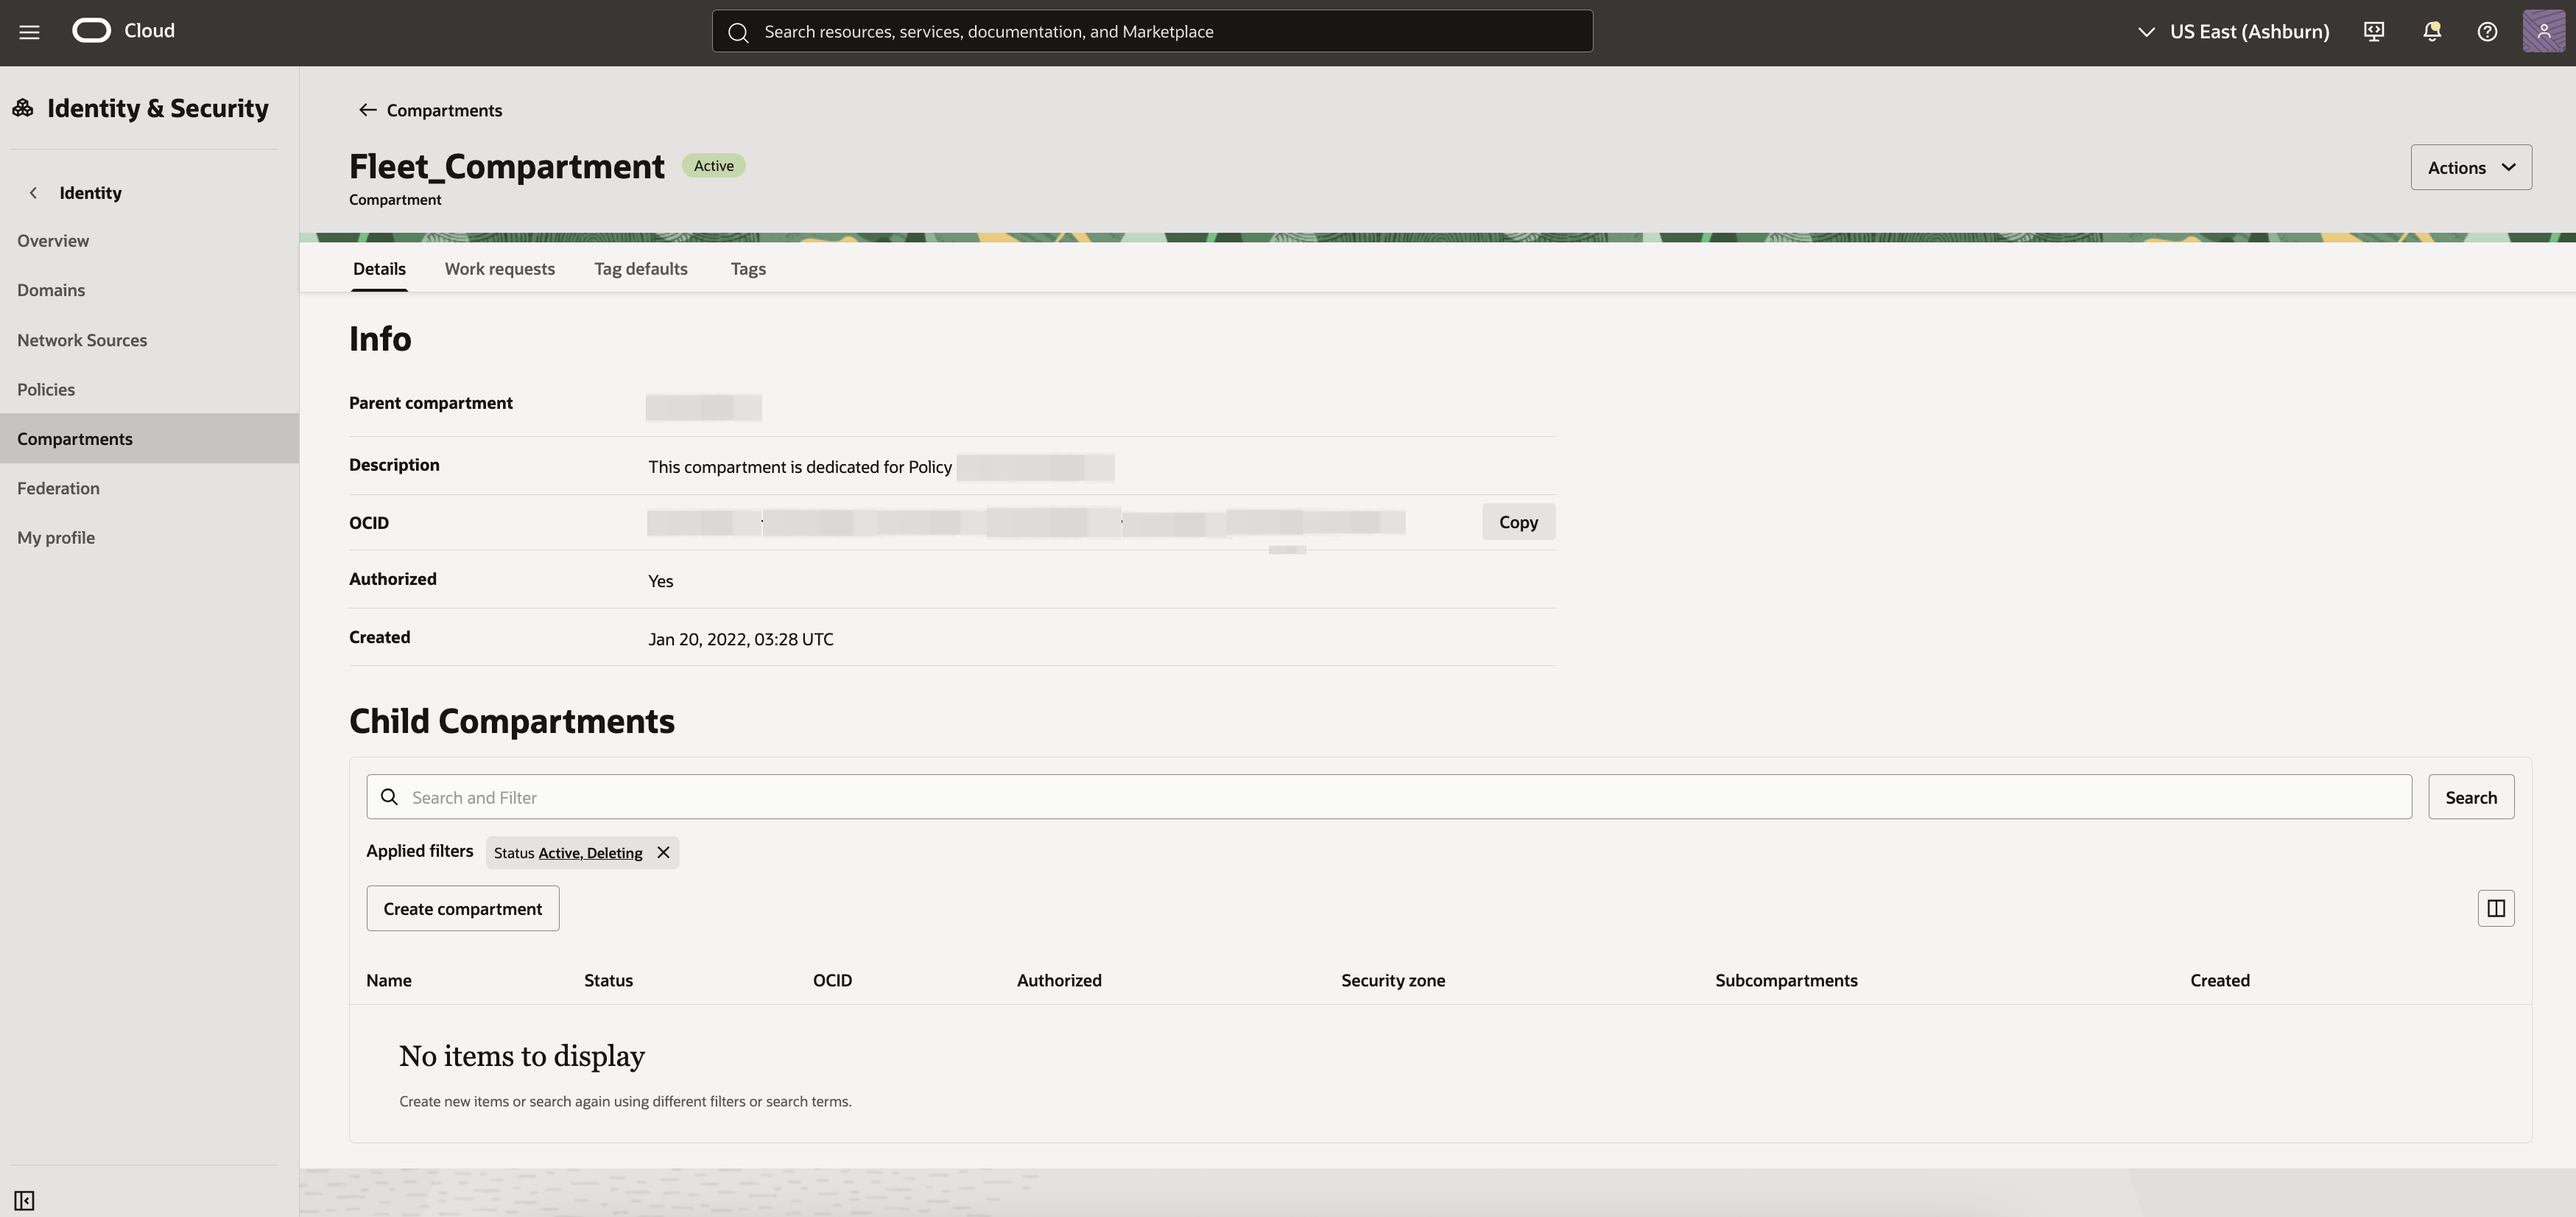 Cloud
Search resources, services, documentation, and Marketplace
US East (Ashburn)
Identity & Security
Identity
Overview
Domains
Network Sources
Policies
Compartments
Federation
My profile
Compartments
Fleet_Compartment Active
Compartment
Actions
Details Work requests Tag defaults Tags
Info
Parent compartment
Description This compartment is dedicated for Policy
OCID Copy
Authorized Yes
Created Jan 20, 2022, 03:28 UTC
Child Compartments
Search and Filter Search
Applied filters Status Active, Deleting
Create compartment
Name Status OCID Authorized Security zone Subcompartments Created
No items to display
Create new items or search again using different filters or search terms.